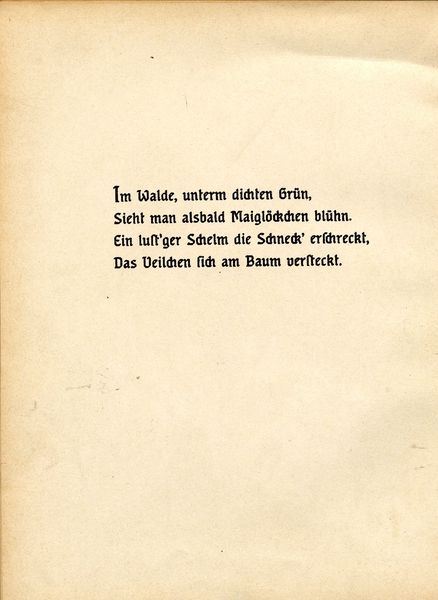 Im Walde, unterm dichten Grün,
Sieht man alsbald Maiglöckchen blühn.
Ein luſt'ger Schelm die Schneck' erſchreckt,
Das Veilchen ſich am Baum verſteckt.